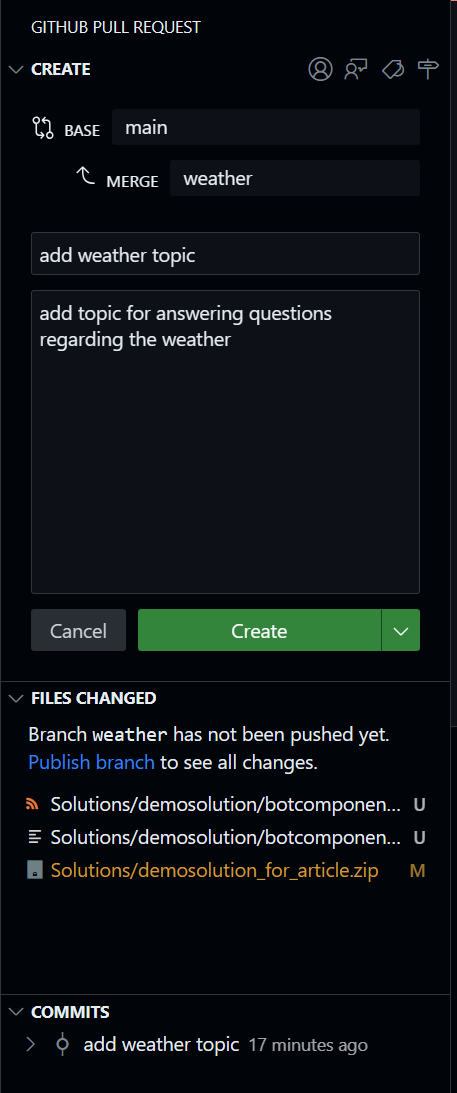 GITHUB PULL REQUEST
CREATE
BASE main
MERGE weather
add weather topic
add topic for answering questions
regarding the weather
Cancel Create
FILES CHANGED
Branch weather has not been pushed yet.
Publish branch to see all changes.
Solutions/demosolution/botcomponen... U
Solutions/demosolution/botcomponen... U
Solutions/demosolution_for_article.zip M
COMMITS
add weather topic 17 minutes ago